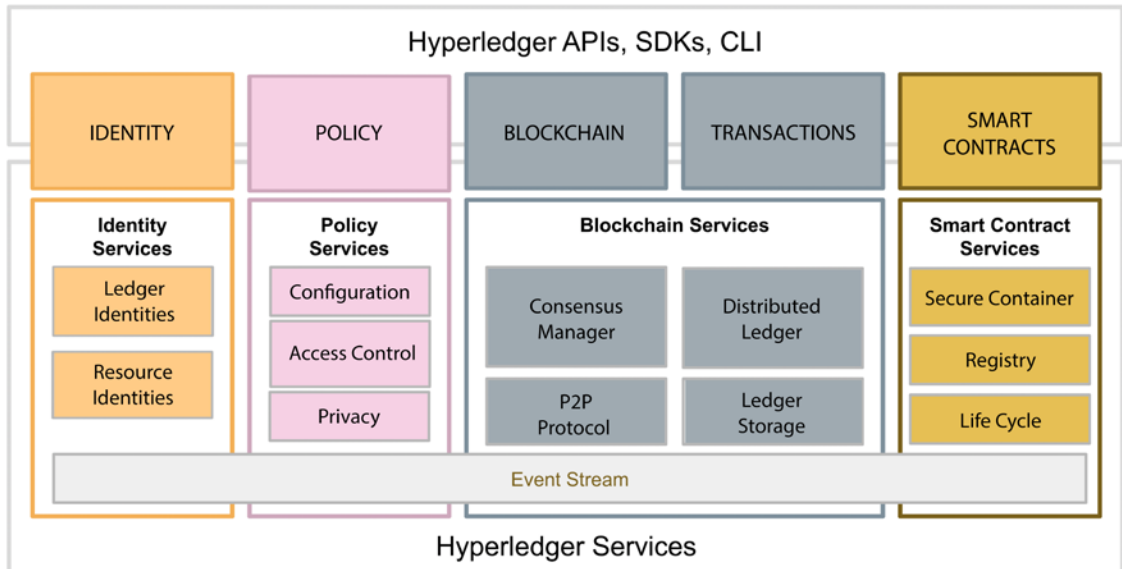 Hyperledger APIs, SDKs, CLI
IDENTITY
POLICY
BLOCKCHAIN
TRANSACTIONS
SMART
CONTRACTS
Identity
Services
Ledger
Identities
Resource
Identities
Policy
Services
Configuration
Access Control
Privacy
Blockchain Services
Consensus
Manager
Distributed
Ledger
P2P
Protocol
Ledger
Storage
Smart Contract
Services
Secure Container
Registry
Life Cycle
Event Stream
Hyperledger Services